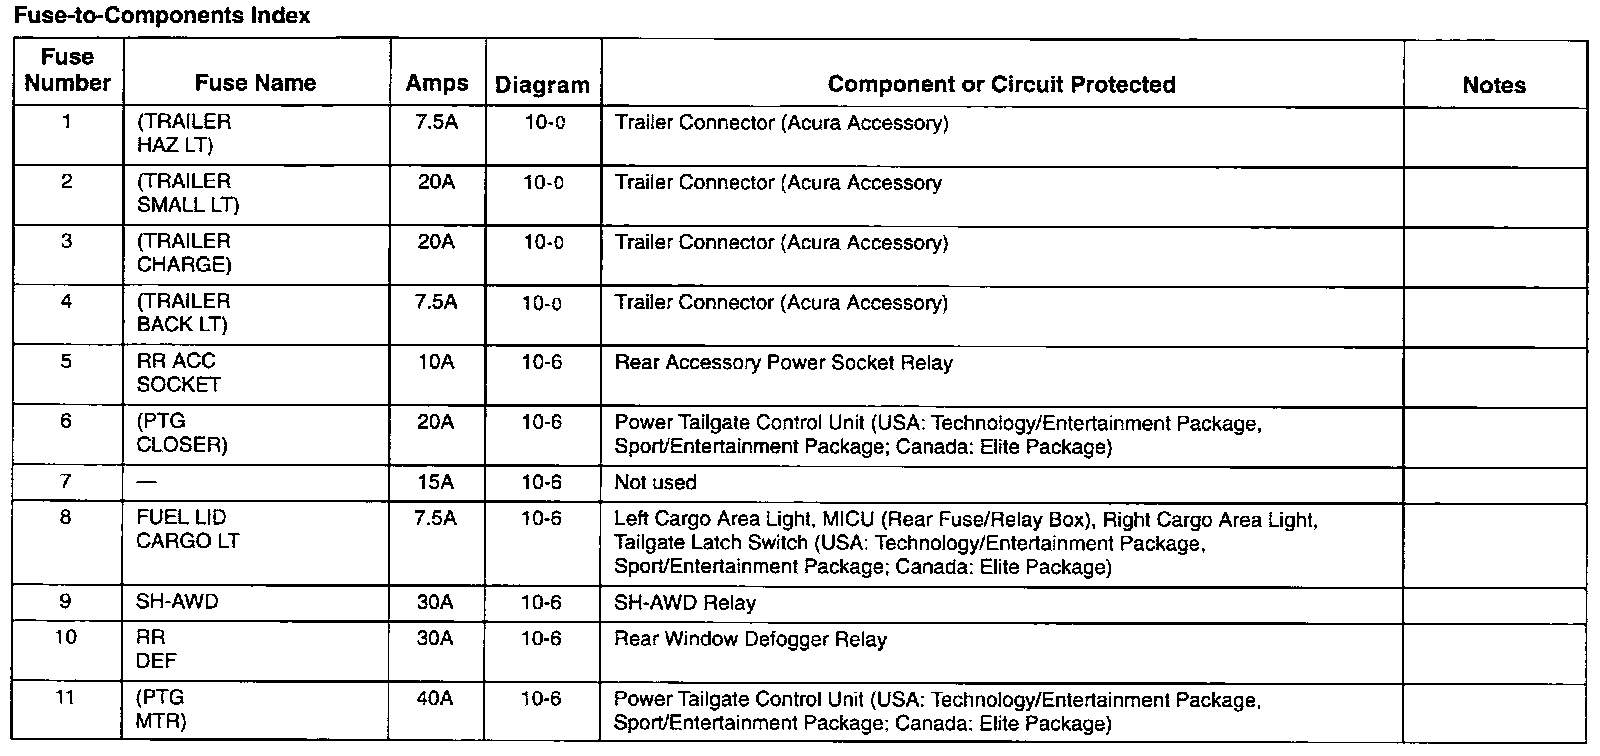 Fuse-to-Components Index
Fuse Number | Fuse Name | Amps | Diagram | Component or Circuit Protected | Notes
1 | (TRAILER | 7.5A | 10-0 | Trailer Connector (Acura Accessory)
HAZ LT)
2 | (TRAILER | 20A | 10-0 | Trailer Connector (Acura Accessory
SMALL LT)
3 | (TRAILER | 20A | 10-0 | Trailer Connector (Acura Accessory)
CHARGE)
4 | (TRAILER | 7.5A | 10-0 | Trailer Connector (Acura Accessory)
BACK LT)
5 | RR ACC | 10A | 10-6 | Rear Accessory Power Socket Relay
SOCKET
6 | (PTG | 20A | 10-6 | Power Tailgate Control Unit (USA: Technology/Entertainment Package,
CLOSER) | Sport/Entertainment Package; Canada: Elite Package)
7 | — | 15A | 10-6 | Not used
8 | FUEL LID | 7.5A | 10-6 | Left Cargo Area Light, MICU (Rear Fuse/Relay Box), Right Cargo Area Light,
CARGO LT | Tailgate Latch Switch (USA: Technology/Entertainment Package,
Sport/Entertainment Package; Canada: Elite Package)
9 | SH-AWD | 30A | 10-6 | SH-AWD Relay
10 | RR | 30A | 10-6 | Rear Window Defogger Relay
DEF
11 | (PTG | 40A | 10-6 | Power Tailgate Control Unit (USA: Technology/Entertainment Package,
MTR) | Sport/Entertainment Package; Canada: Elite Package)